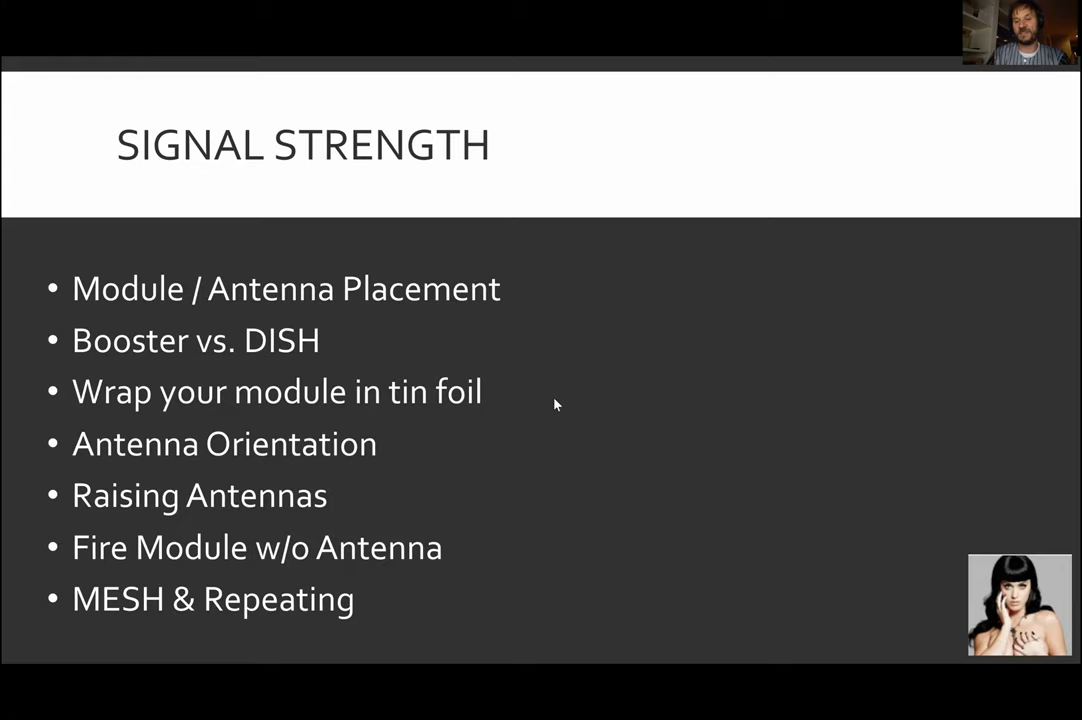 SIGNAL STRENGTH
• Module / Antenna Placement
• Booster vs. DISH
• Wrap your module in tin foil
• Antenna Orientation
• Raising Antennas
• Fire Module w/o Antenna
• MESH & Repeating